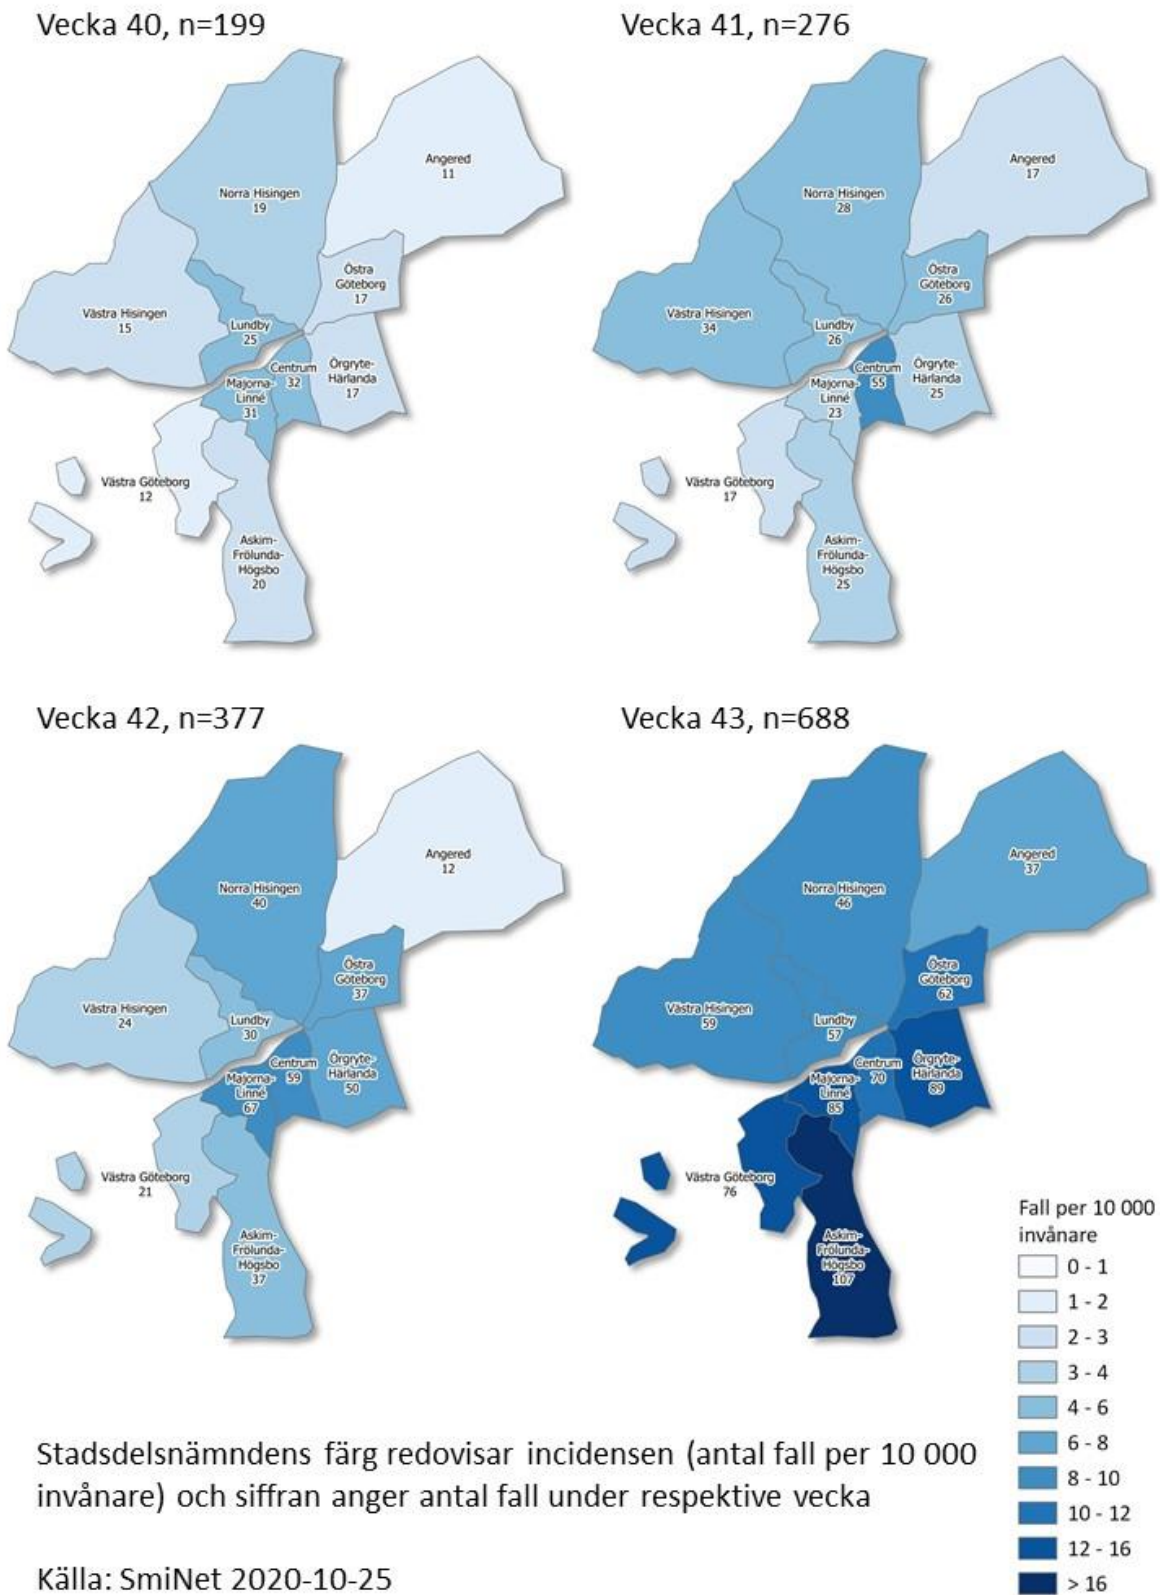 Vecka 40, n=199
Angered
11
Norra Hisingen
19
Östra
Göteborg
17
Västra Hisingen
15
Lundby
25
Centrum
32
Örgryte-
Härlanda
17
Majorna-
Linné
31
Västra Göteborg
12
Askim-
Frölunda-
Högsbo
20
Vecka 41, n=276
Angered
17
Norra Hisingen
28
Östra
Göteborg
26
Västra Hisingen
34
Lundby
26
Centrum
55
Örgryte-
Härlanda
25
Majorna-
Linné
23
Västra Göteborg
17
Askim-
Frölunda-
Högsbo
25
Vecka 42, n=377
Angered
12
Norra Hisingen
40
Östra
Göteborg
37
Västra Hisingen
24
Lundby
30
Centrum
59
Örgryte-
Härlanda
50
Majorna-
Linné
67
Västra Göteborg
21
Askim-
Frölunda-
Högsbo
37
Vecka 43, n=688
Angered
37
Norra Hisingen
46
Östra
Göteborg
62
Västra Hisingen
59
Lundby
57
Centrum
70
Örgryte-
Härlanda
89
Majorna-
Linné
85
Västra Göteborg
76
Askim-
Frölunda-
Högsbo
107
Fall per 10 000
invånare
0 - 1
1 - 2
2 - 3
3 - 4
4 - 6
6 - 8
8 - 10
10 - 12
12 - 16
> 16
Stadsdelsnämndens färg redovisar incidensen (antal fall per 10 000
invånare) och siffran anger antal fall under respektive vecka
Källa: SmiNet 2020-10-25